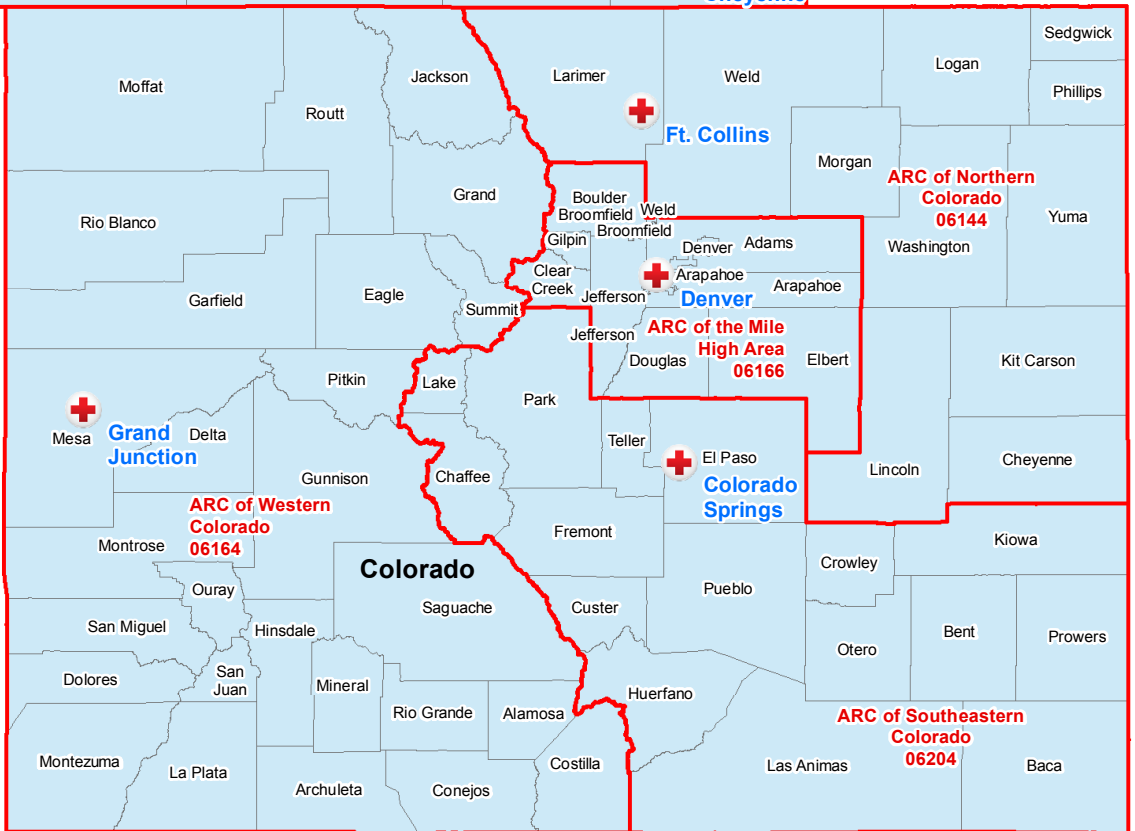 Cheyenne
Sedgwick
Logan
Jackson
Larimer
Weld
Moffat
Phillips
Routt
Ft. Collins
Morgan
ARC of Northern
Colorado
06144
Grand
Boulder
Broomfield
Weld
Broomfield
Yuma
Rio Blanco
Gilpin
Denver
Adams
Washington
Clear
Creek
Arapahoe
Arapahoe
Eagle
Garfield
Jefferson
Denver
Summit
Jefferson
ARC of the Mile
High Area
06166
Douglas
Elbert
Kit Carson
Pitkin
Lake
Park
Mesa
Grand
Junction
Delta
Teller
El Paso
Colorado
Springs
Lincoln
Cheyenne
Gunnison
Chaffee
ARC of Western
Colorado
06164
Fremont
Montrose
Kiowa
Colorado
Crowley
Ouray
Pueblo
Saguache
Custer
San Miguel
Hinsdale
Bent
Prowers
Otero
Dolores
San
Juan
Mineral
Huerfano
Rio Grande
Alamosa
ARC of Southeastern
Colorado
06204
Montezuma
La Plata
Costilla
Las Animas
Baca
Archuleta
Conejos